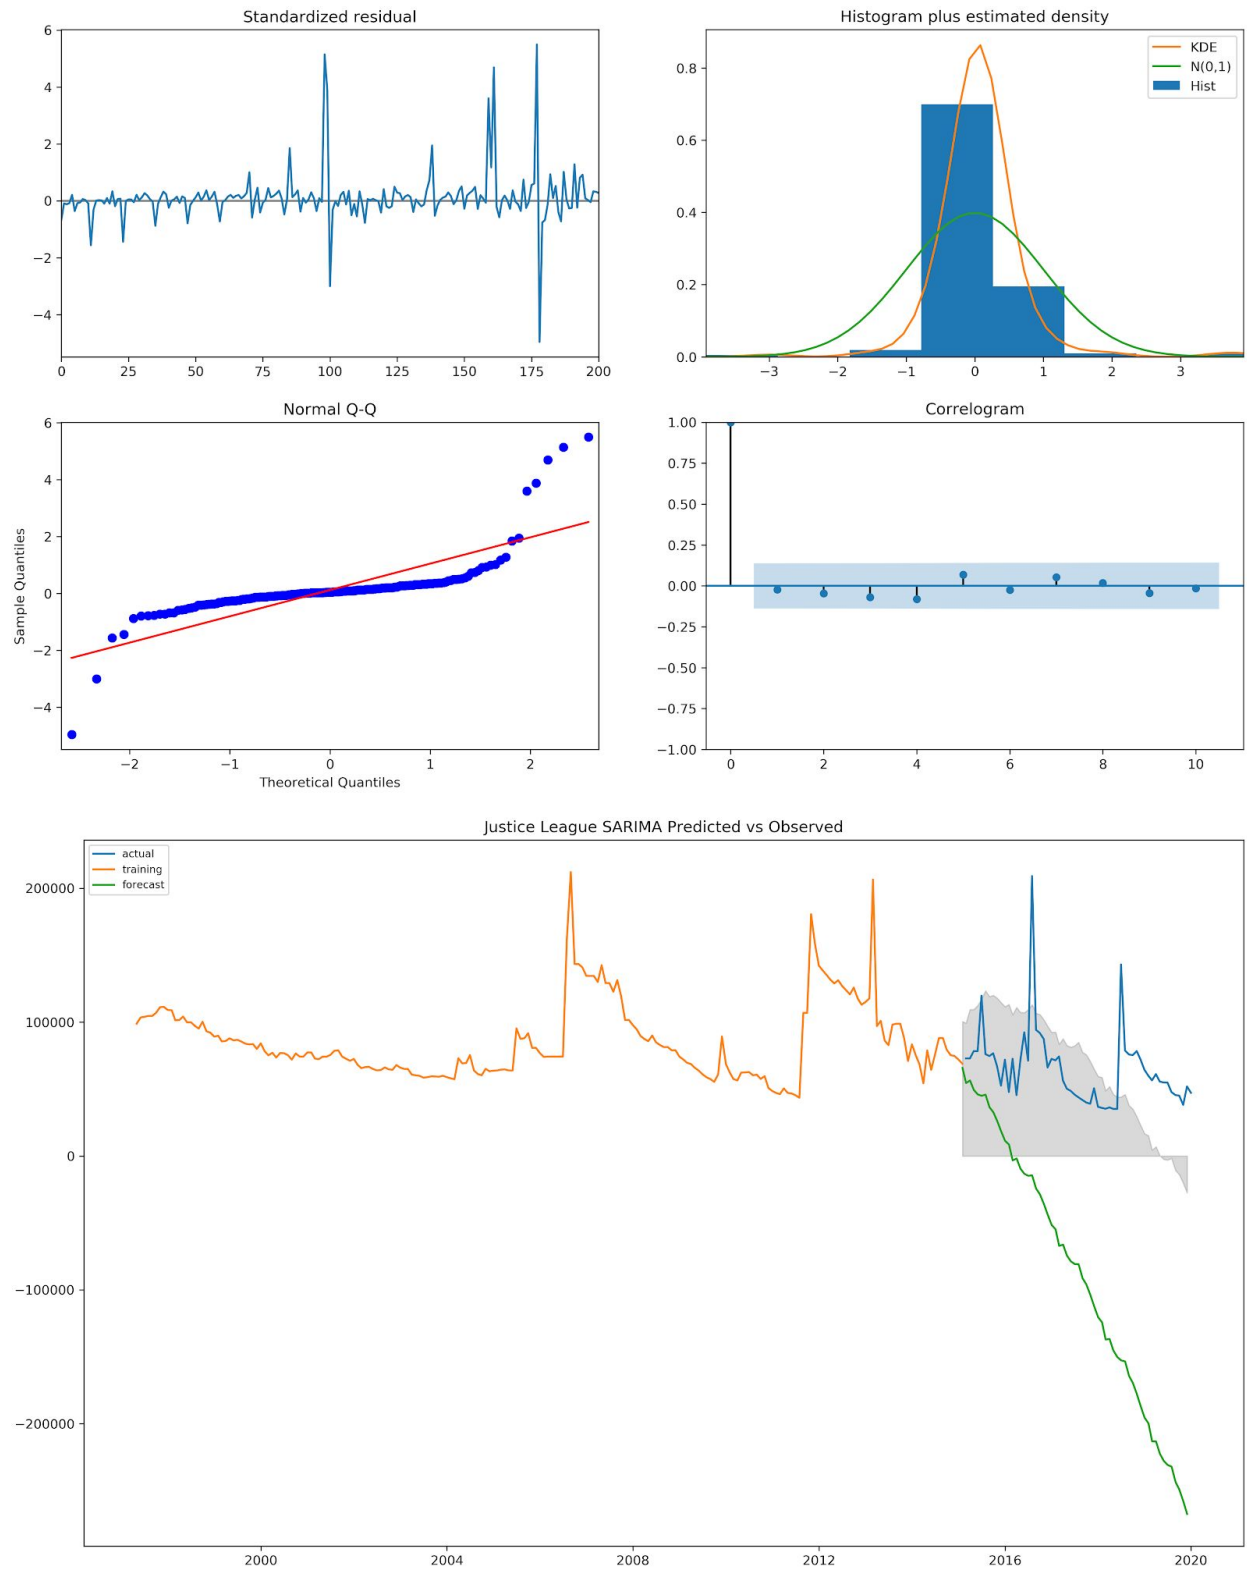 Standardized residual
6
4
2
0
−2
−4
0 25 50 75 100 125 150 175 200
Histogram plus estimated density
KDE
N(0,1)
Hist
0.8
0.6
0.4
0.2
0.0
−3 −2 −1 0 1 2 3
Normal Q-Q
Sample Quantiles
6
4
2
0
−2
−4
−2 −1 0 1 2
Theoretical Quantiles
Correlogram
1.00
0.75
0.50
0.25
0.00
−0.25
−0.50
−0.75
−1.00
0 2 4 6 8 10
Justice League SARIMA Predicted vs Observed
actual
training
forecast
200000
100000
0
−100000
−200000
2000 2004 2008 2012 2016 2020